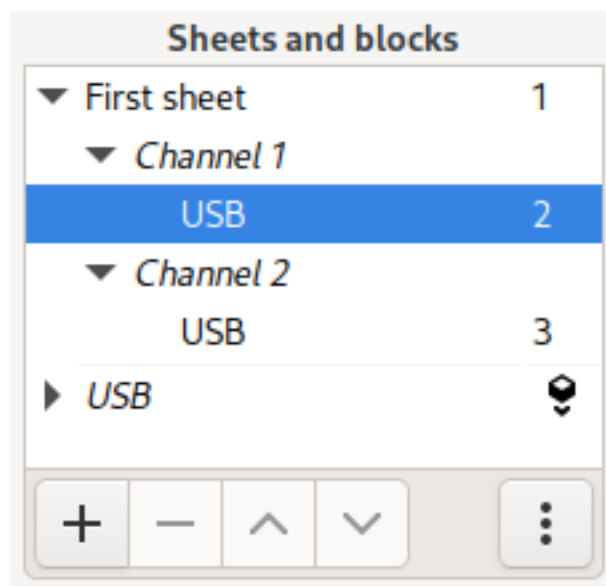 Sheets and blocks
First sheet 1
Channel 1
USB 2
Channel 2
USB 3
USB